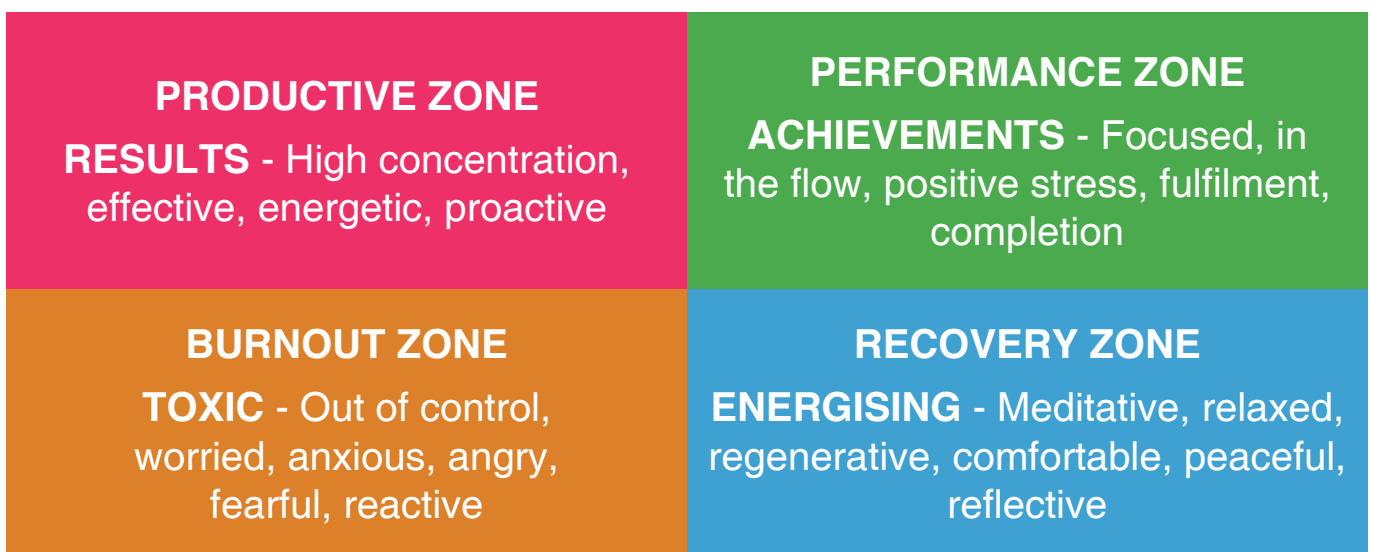 PRODUCTIVE ZONE
RESULTS - High concentration,
effective, energetic, proactive
PERFORMANCE ZONE
ACHIEVEMENTS - Focused, in
the flow, positive stress, fulfilment,
completion
BURNOUT ZONE
TOXIC - Out of control,
worried, anxious, angry,
fearful, reactive
RECOVERY ZONE
ENERGISING - Meditative, relaxed,
regenerative, comfortable, peaceful,
reflective